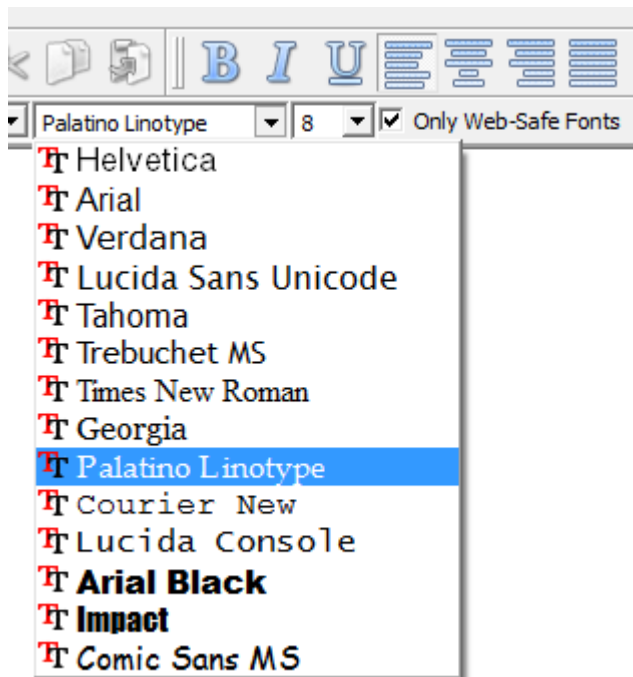 B I U
Palatino Linotype 8 Only Web-Safe Fonts
Helvetica
Arial
Verdana
Lucida Sans Unicode
Tahoma
Trebuchet MS
Times New Roman
Georgia
Palatino Linotype
Courier New
Lucida Console
Arial Black
Impact
Comic Sans MS